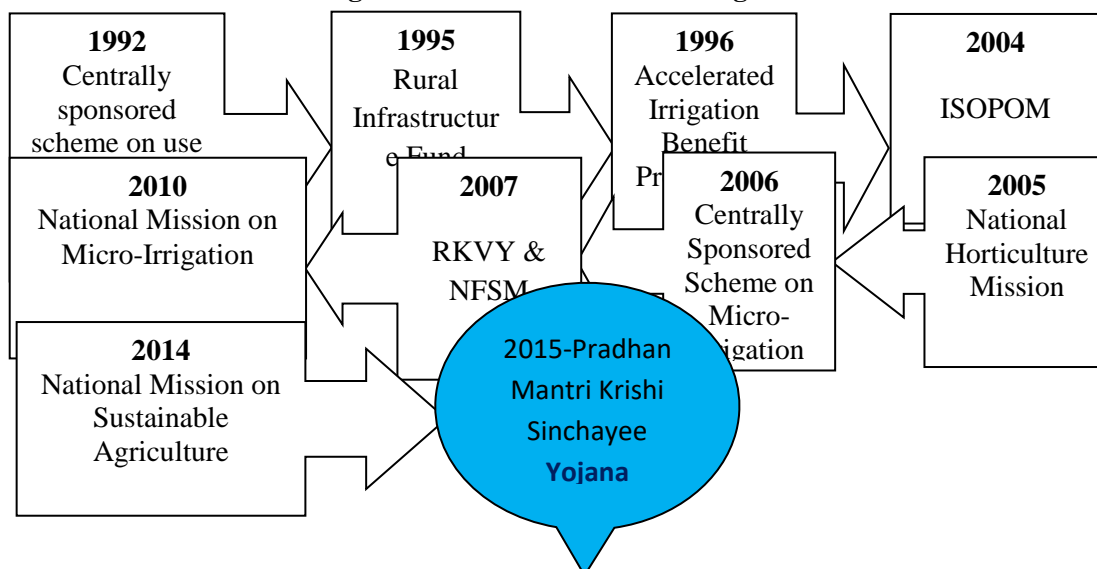 1992
Centrally
sponsored
scheme on use
1995
Rural
Infrastructur
e Fund
1996
Accelerated
Irrigation
Benefit
2004
ISOPOM
2005
National
Horticulture
Mission
2006
Centrally
Sponsored
Scheme on
Micro-
2007
RKVY &
NFSM
2010
National Mission on
Micro-Irrigation
2014
National Mission on
Sustainable
Agriculture
2015-Pradhan
Mantri Krishi
Sinchayee
Yojana